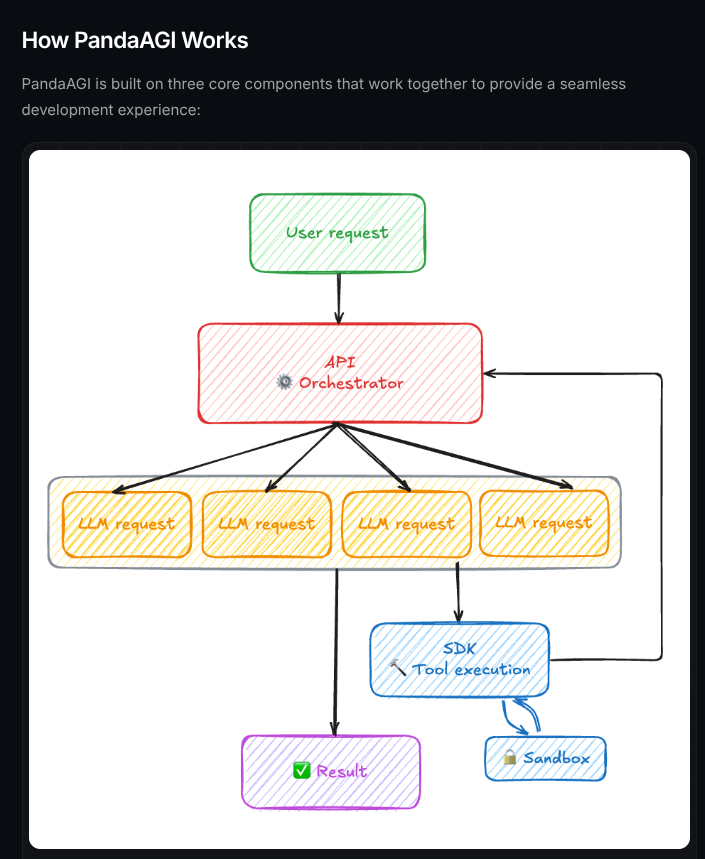 How PandaAGI Works
PandaAGI is built on three core components that work together to provide a seamless
development experience:
User request
API
⚙️ Orchestrator
LLM request
LLM request
LLM request
LLM request
SDK
🔨 Tool execution
🔒 Sandbox
✅ Result